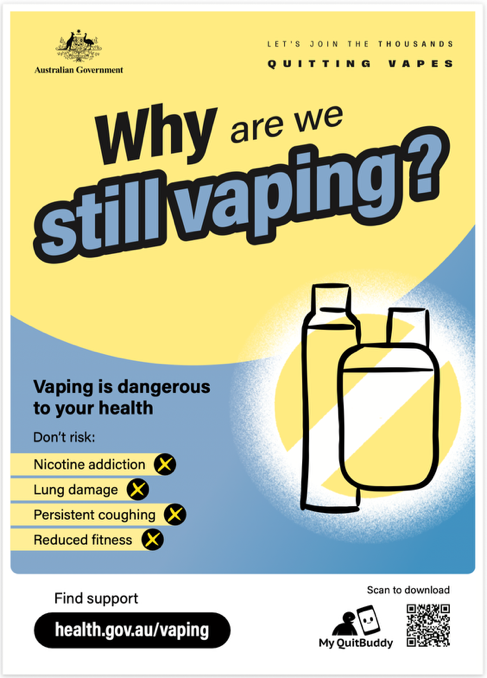 Australian Government
LET'S JOIN THE THOUSANDS
QUITTING VAPES
Why are we
still vaping?
Vaping is dangerous
to your health
Don't risk:
Nicotine addiction
Lung damage
Persistent coughing
Reduced fitness
Find support
health.gov.au/vaping
Scan to download
My QuitBuddy